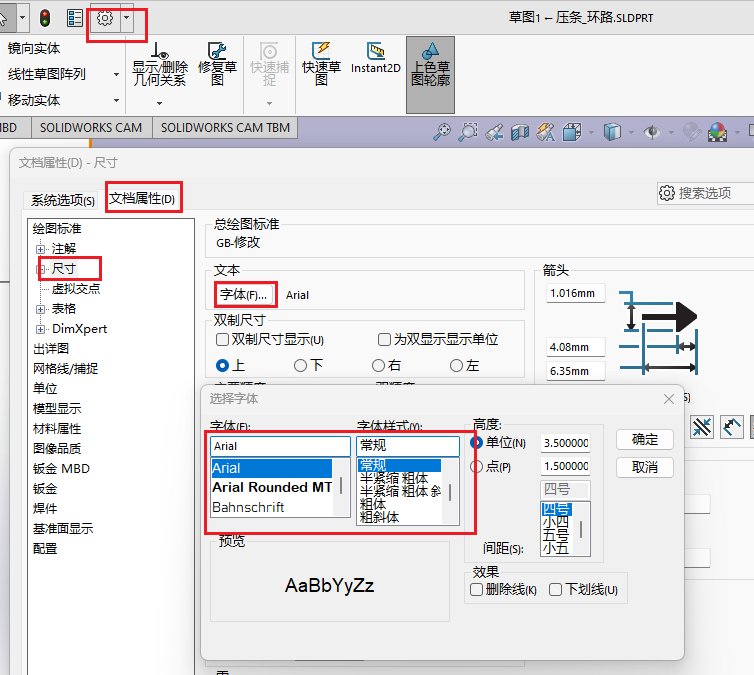 草图1 ← 压条_环路.SLDPRT
镜向实体
线性草图阵列
移动实体
显示/删除
几何关系
修复草
图
快速捕
捉
快速草
图
Instant2D
上色草
图轮廓
BD
SOLIDWORKS CAM
SOLIDWORKS CAM TBM
文档属性(D) - 尺寸
系统选项(S)
文档属性(D)
搜索选项
绘图标准
注解
尺寸
虚拟交点
表格
DimXpert
出详图
网格线/捕捉
单位
模型显示
材料属性
图像品质
钣金 MBD
钣金
焊件
基准面显示
配置
总绘图标准
GB-修改
文本
字体(F)...
Arial
双制尺寸
双制尺寸显示(U)
为双显示显示单位
上
下
右
左
箭头
1.016mm
4.08mm
6.35mm
选择字体
字体(F):
Arial
Arial
Arial Rounded MT
Bahnschrift
字体样式(Y):
常规
常规
半紧缩 粗体
半紧缩 粗体 斜
粗体
粗斜体
高度:
单位(N)
3.500000
点(P)
1.500000
四号
四号
小四
五号
小五
间距(S):
确定
取消
预览
AaBbYyZz
效果
删除线(K)
下划线(U)